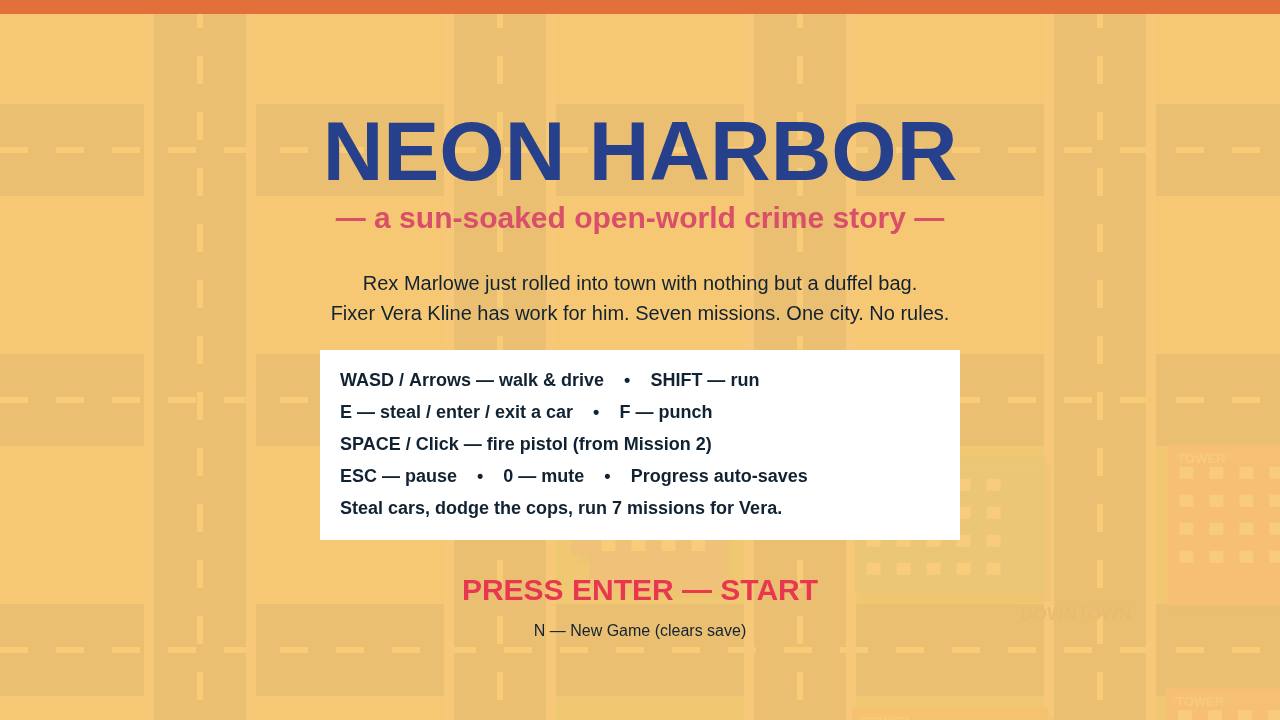 NEON HARBOR
— a sun-soaked open-world crime story —
Rex Marlowe just rolled into town with nothing but a duffel bag.
Fixer Vera Kline has work for him. Seven missions. One city. No rules.
WASD / Arrows — walk & drive • SHIFT — run
E — steal / enter / exit a car • F — punch
TOWER
SPACE / Click — fire pistol (from Mission 2)
ESC — pause • 0 — mute • Progress auto-saves
Steal cars, dodge the cops, run 7 missions for Vera.
PRESS ENTER — START
DOWNTOWN
N — New Game (clears save)
TOWER